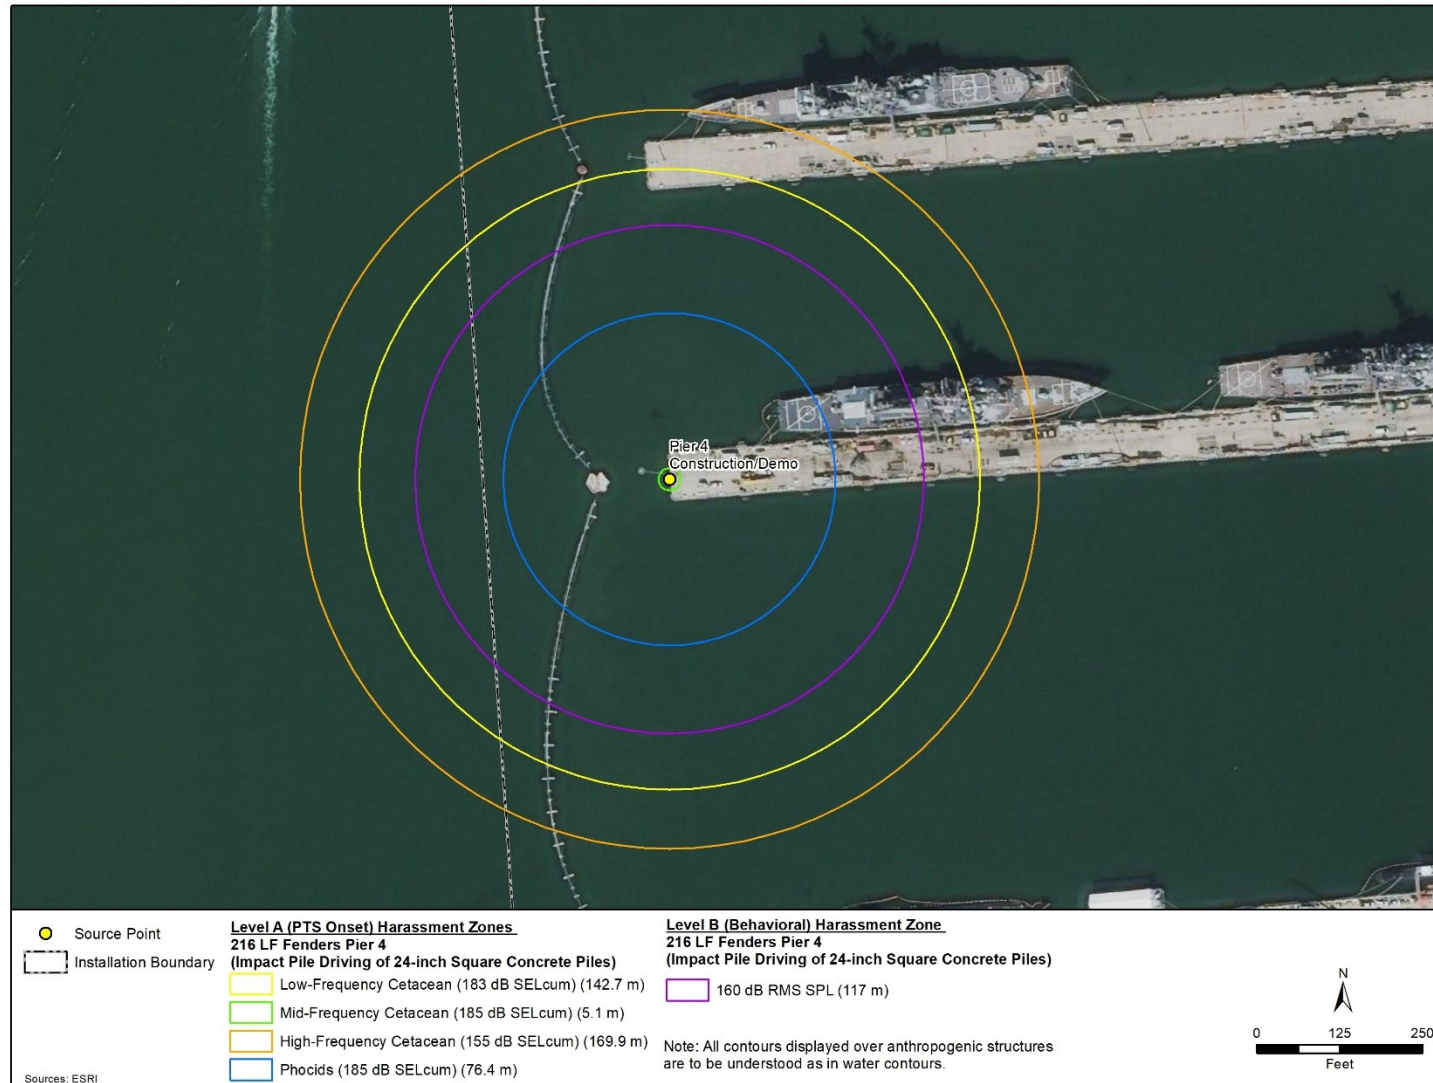 Pier 4
Construction/Demo
Source Point
Installation Boundary
Level A (PTS Onset) Harassment Zones
216 LF Fenders Pier 4
(Impact Pile Driving of 24-inch Square Concrete Piles)
Low-Frequency Cetacean (183 dB SELcum) (142.7 m)
Mid-Frequency Cetacean (185 dB SELcum) (5.1 m)
High-Frequency Cetacean (155 dB SELcum) (169.9 m)
Phocids (185 dB SELcum) (76.4 m)
Level B (Behavioral) Harassment Zone
216 LF Fenders Pier 4
(Impact Pile Driving of 24-inch Square Concrete Piles)
160 dB RMS SPL (117 m)
Note: All contours displayed over anthropogenic structures
are to be understood as in water contours.
N
0 125 250
Feet
Sources: ESRI